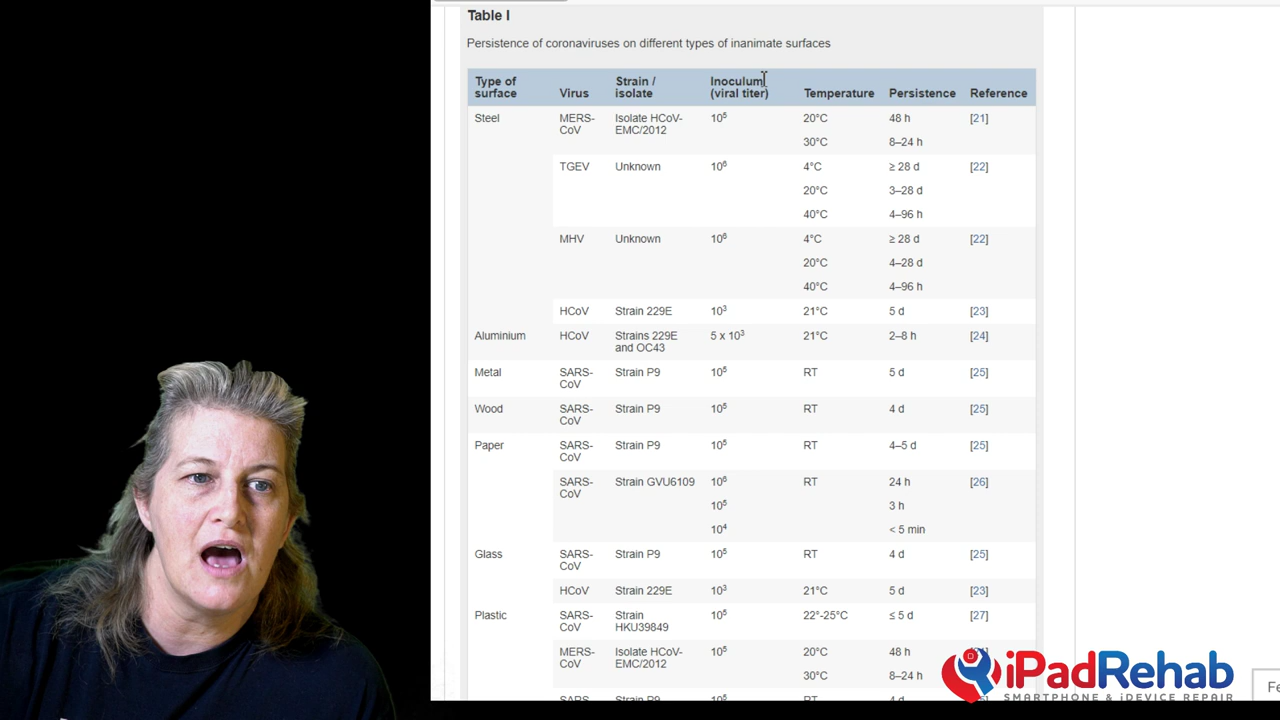 Table I
Persistence of coronaviruses on different types of inanimate surfaces
Type of surface Virus Strain / isolate Inoculum (viral titer) Temperature Persistence Reference
Steel MERS-CoV Isolate HCoV-EMC/2012 10⁵ 20°C 48 h [21]
30°C 8–24 h
TGEV Unknown 10⁶ 4°C ≥ 28 d [22]
20°C 3–28 d
40°C 4–96 h
MHV Unknown 10⁶ 4°C ≥ 28 d [22]
20°C 4–28 d
40°C 4–96 h
HCoV Strain 229E 10³ 21°C 5 d [23]
Aluminium HCoV Strains 229E and OC43 5 x 10³ 21°C 2–8 h [24]
Metal SARS-CoV Strain P9 10⁵ RT 5 d [25]
Wood SARS-CoV Strain P9 10⁵ RT 4 d [25]
Paper SARS-CoV Strain P9 10⁵ RT 4–5 d [25]
SARS-CoV Strain GVU6109 10⁶ RT 24 h [26]
10⁵ 3 h
10⁴ < 5 min
Glass SARS-CoV Strain P9 10⁵ RT 4 d [25]
HCoV Strain 229E 10³ 21°C 5 d [23]
Plastic SARS-CoV Strain HKU39849 10⁵ 22°-25°C ≤ 5 d [27]
MERS-CoV Isolate HCoV-EMC/2012 10⁵ 20°C 48 h
30°C 8–24 h
iPadRehab
SMARTPHONE & iDEVICE REPAIR